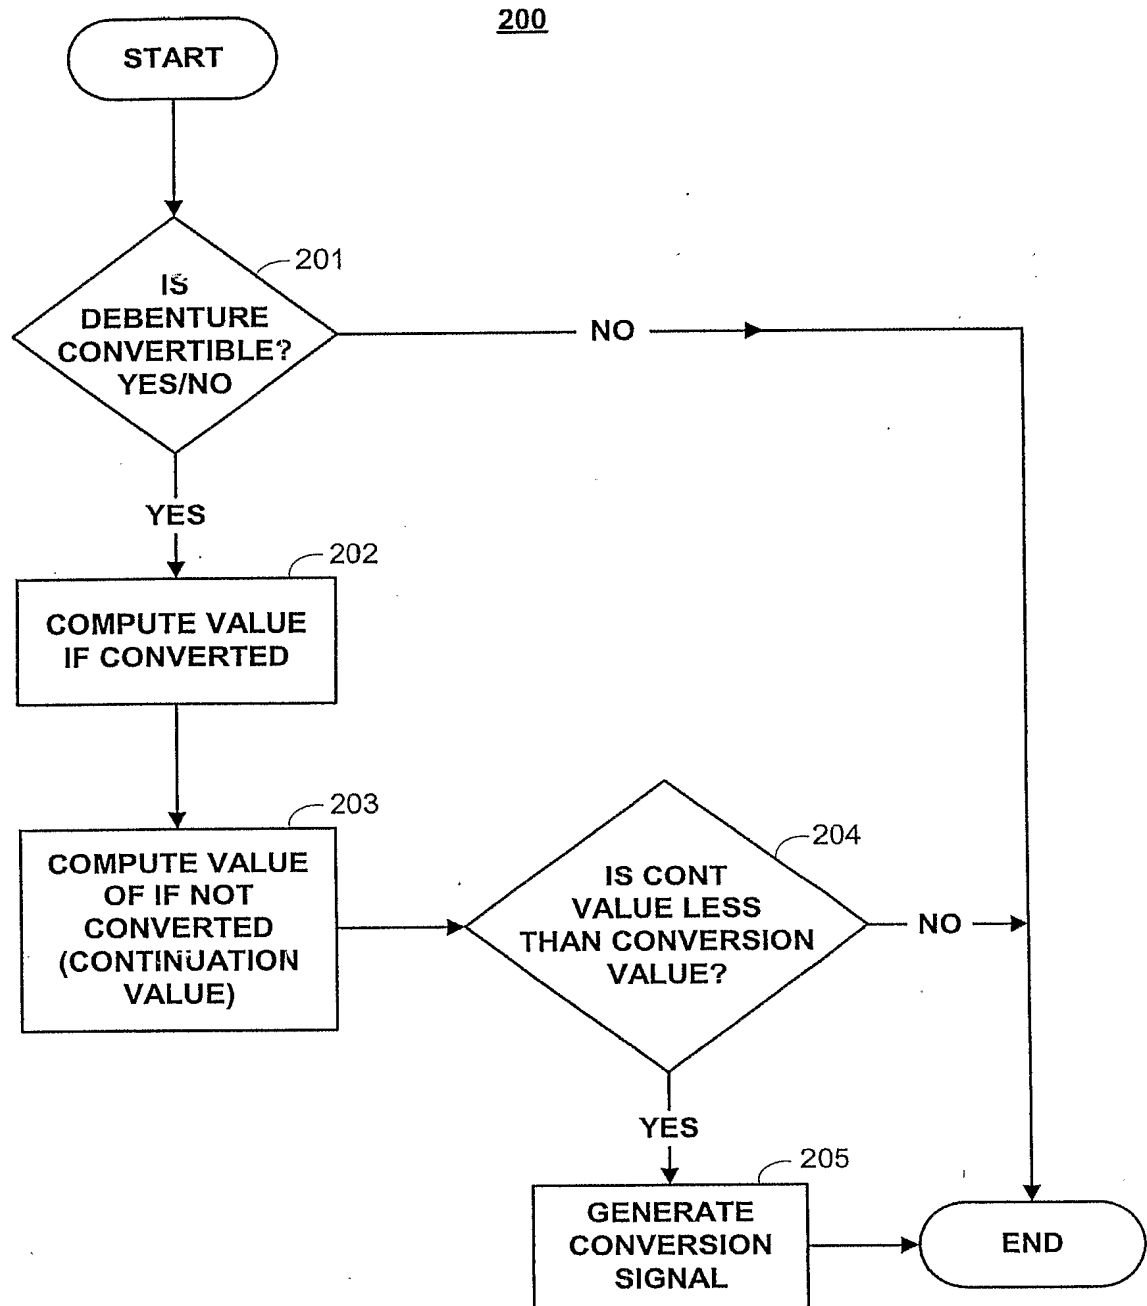 200
START
201
IS
DEBENTURE
CONVERTIBLE?
YES/NO
NO
YES
202
COMPUTE VALUE
IF CONVERTED
203
COMPUTE VALUE
OF IF NOT
CONVERTED
(CONTINUATION
VALUE)
204
IS CONT
VALUE LESS
THAN CONVERSION
VALUE?
NO
YES
205
GENERATE
CONVERSION
SIGNAL
END